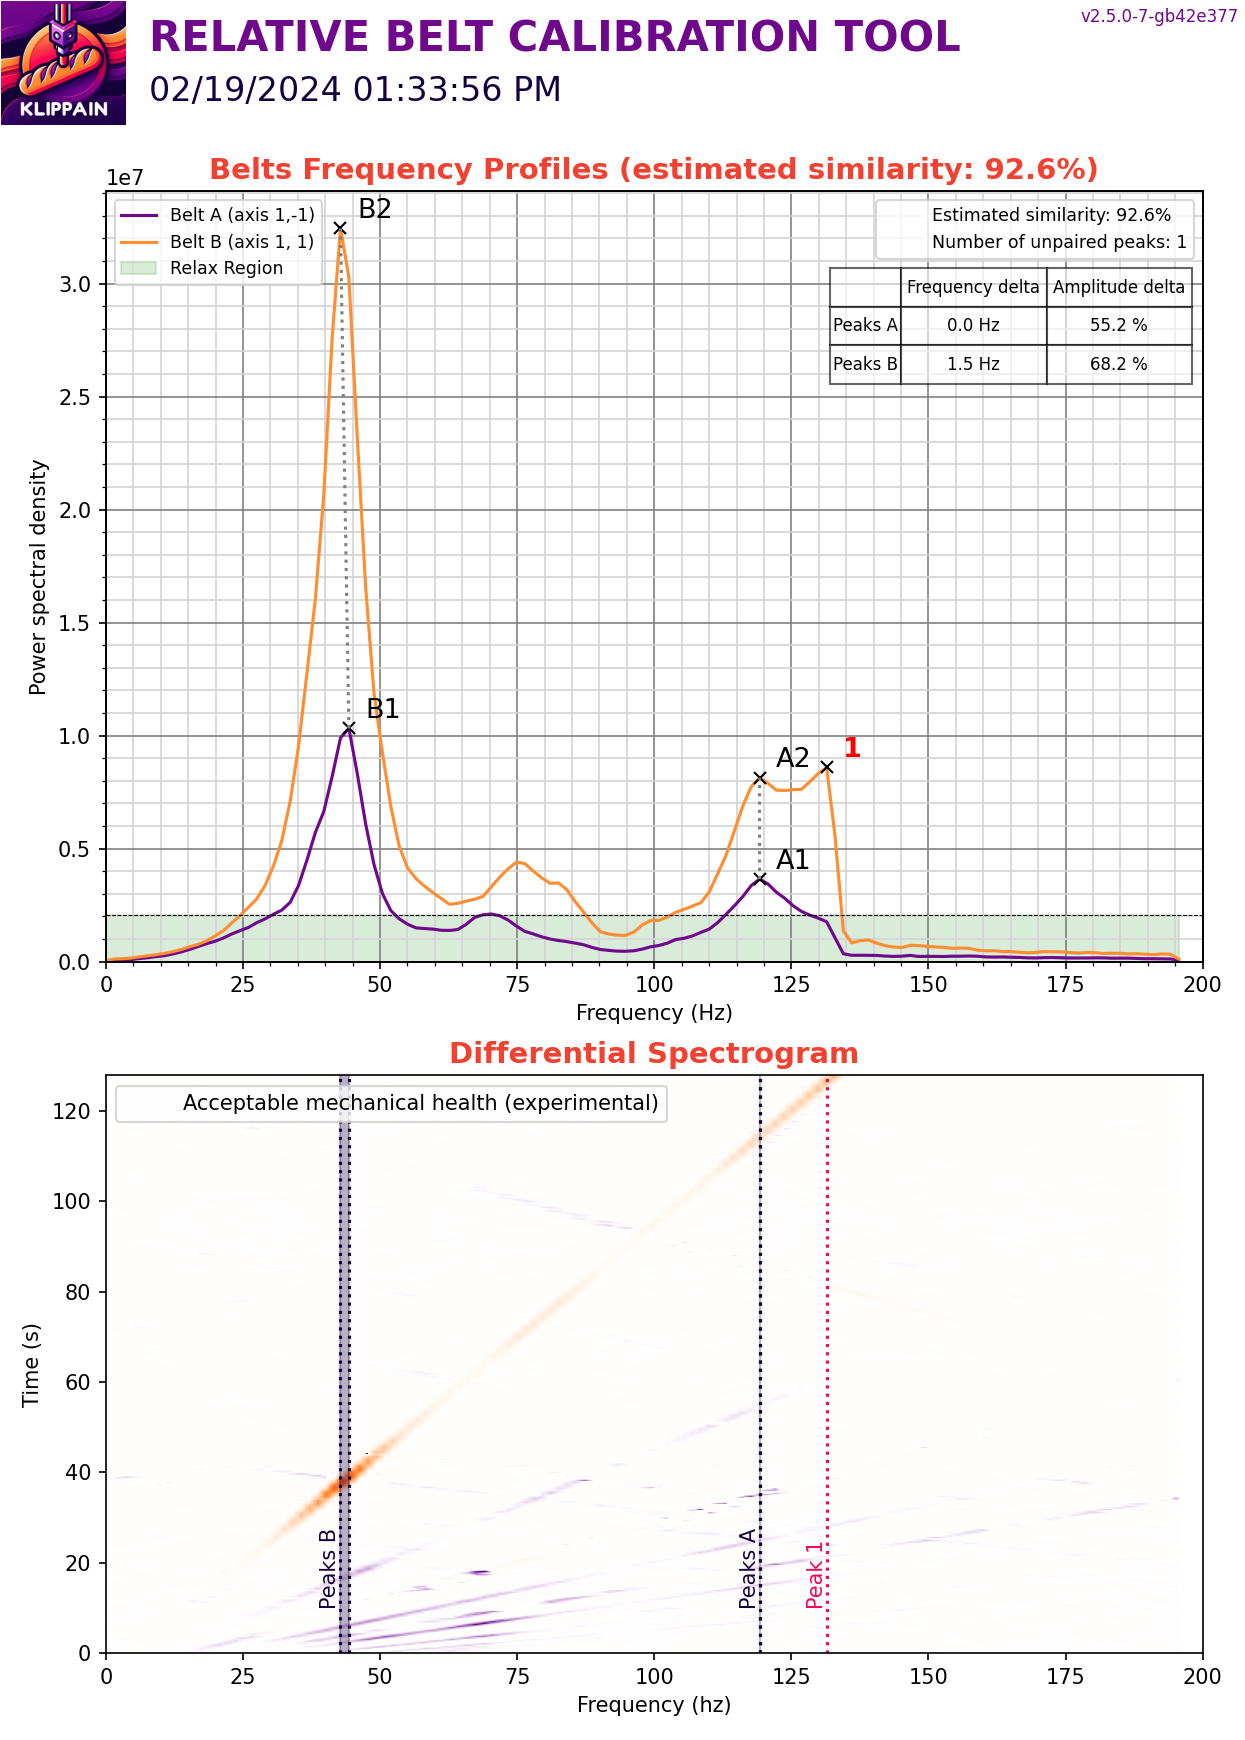 KLIPPAIN
RELATIVE BELT CALIBRATION TOOL
v2.5.0-7-gb42e377
02/19/2024 01:33:56 PM
Belts Frequency Profiles (estimated similarity: 92.6%)
1e7
Belt A (axis 1,-1)
Belt B (axis 1, 1)
Relax Region
Estimated similarity: 92.6%
Number of unpaired peaks: 1
Frequency delta Amplitude delta
Peaks A 0.0 Hz 55.2 %
Peaks B 1.5 Hz 68.2 %
B2
B1
A2
1
A1
Power spectral density
3.0
2.5
2.0
1.5
1.0
0.5
0.0
0 25 50 75 100 125 150 175 200
Frequency (Hz)
Differential Spectrogram
Acceptable mechanical health (experimental)
Time (s)
120
100
80
60
40
20
0
Peaks B
Peaks A
Peak 1
0 25 50 75 100 125 150 175 200
Frequency (hz)